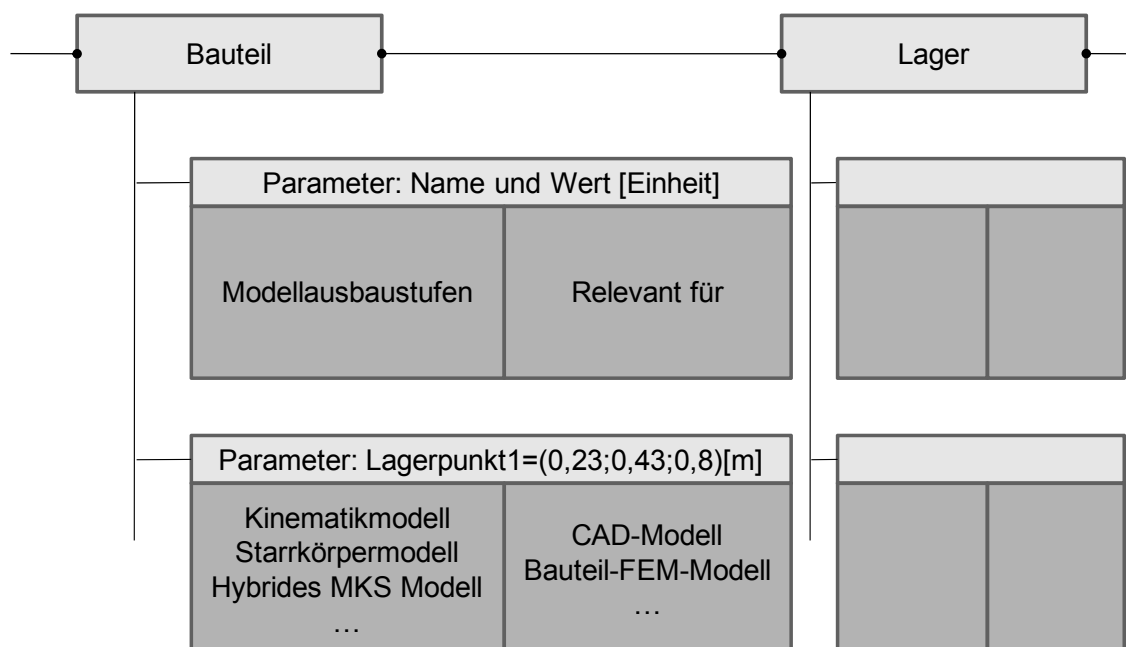 Bauteil
Lager
Parameter: Name und Wert [Einheit]
Modellausbaustufen
Relevant für
Parameter: Lagerpunkt1=(0,23;0,43;0,8)[m]
Kinematikmodell
Starrkörpermodell
Hybrides MKS Modell
…
CAD-Modell
Bauteil-FEM-Modell
…